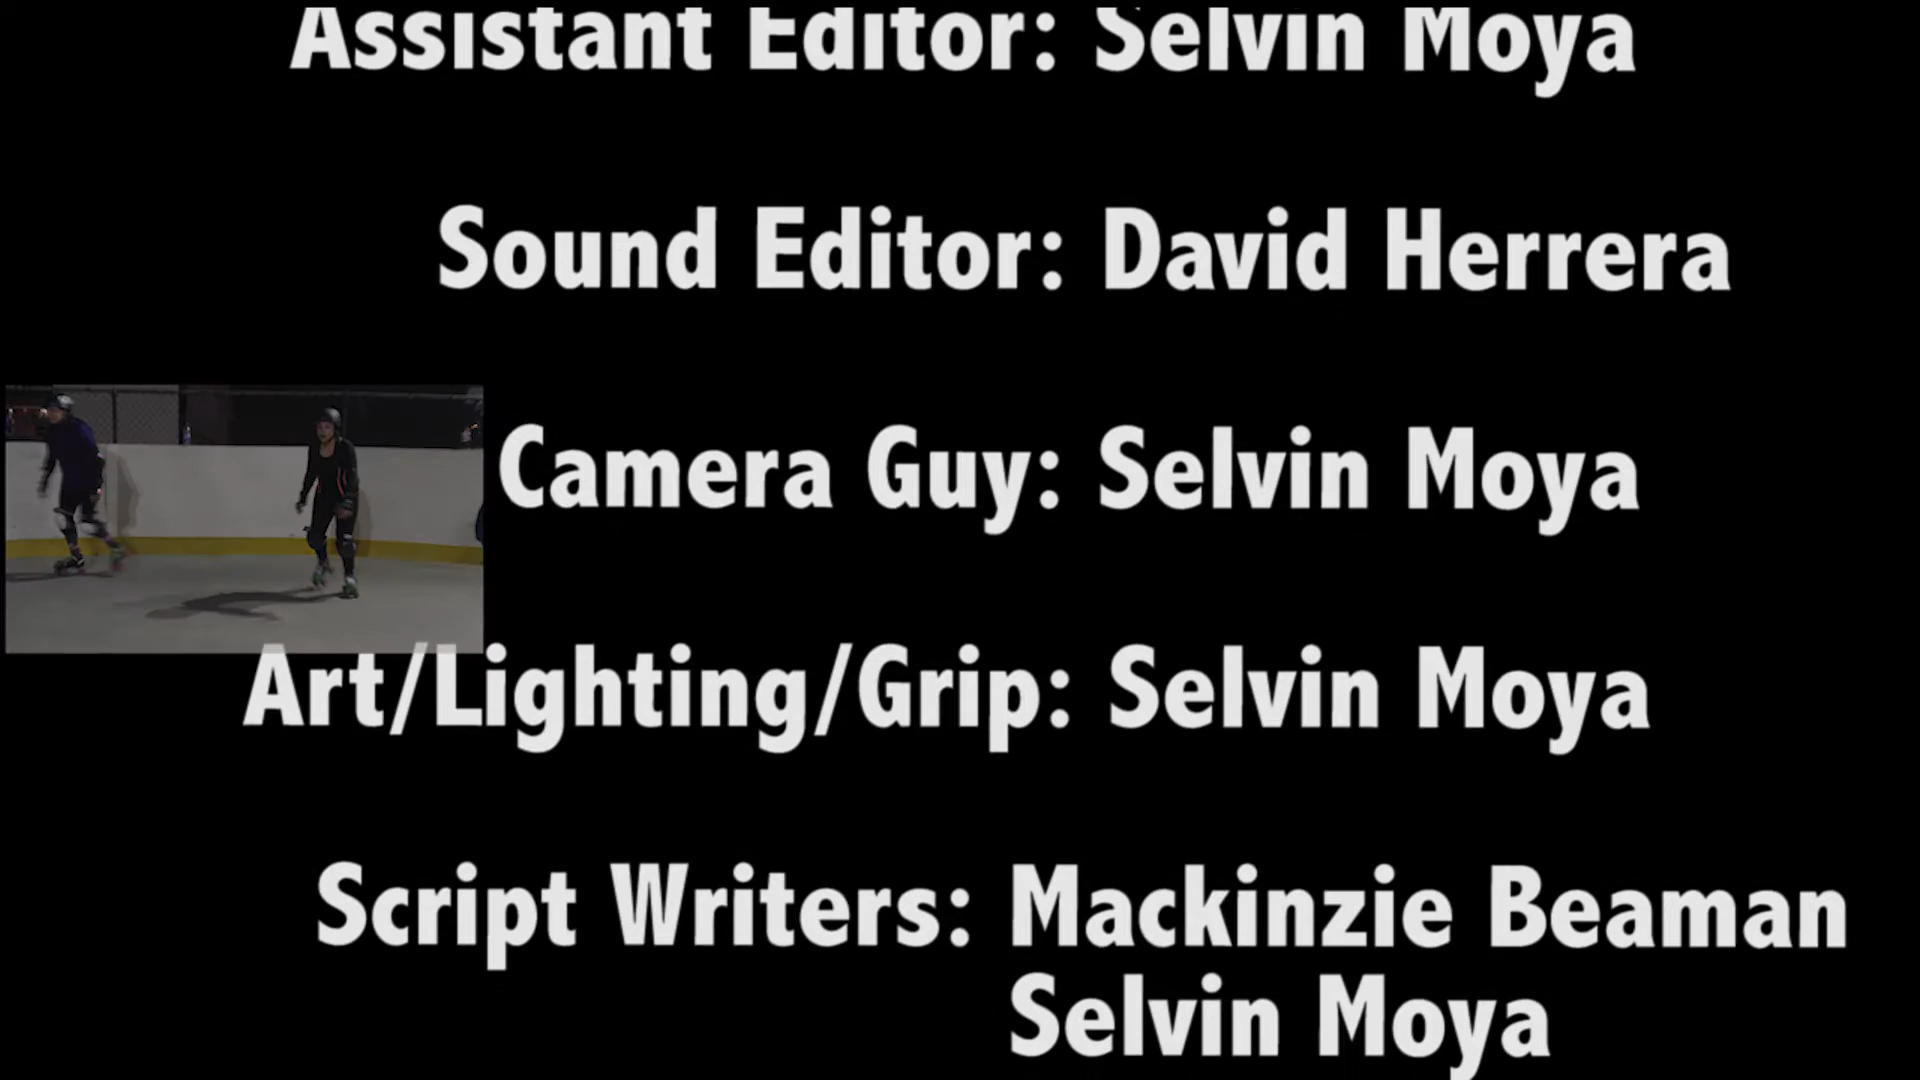 Assistant Editor: Selvin Moya
Sound Editor: David Herrera
Camera Guy: Selvin Moya
Art/Lighting/Grip: Selvin Moya
Script Writers: Mackinzie Beaman
Selvin Moya